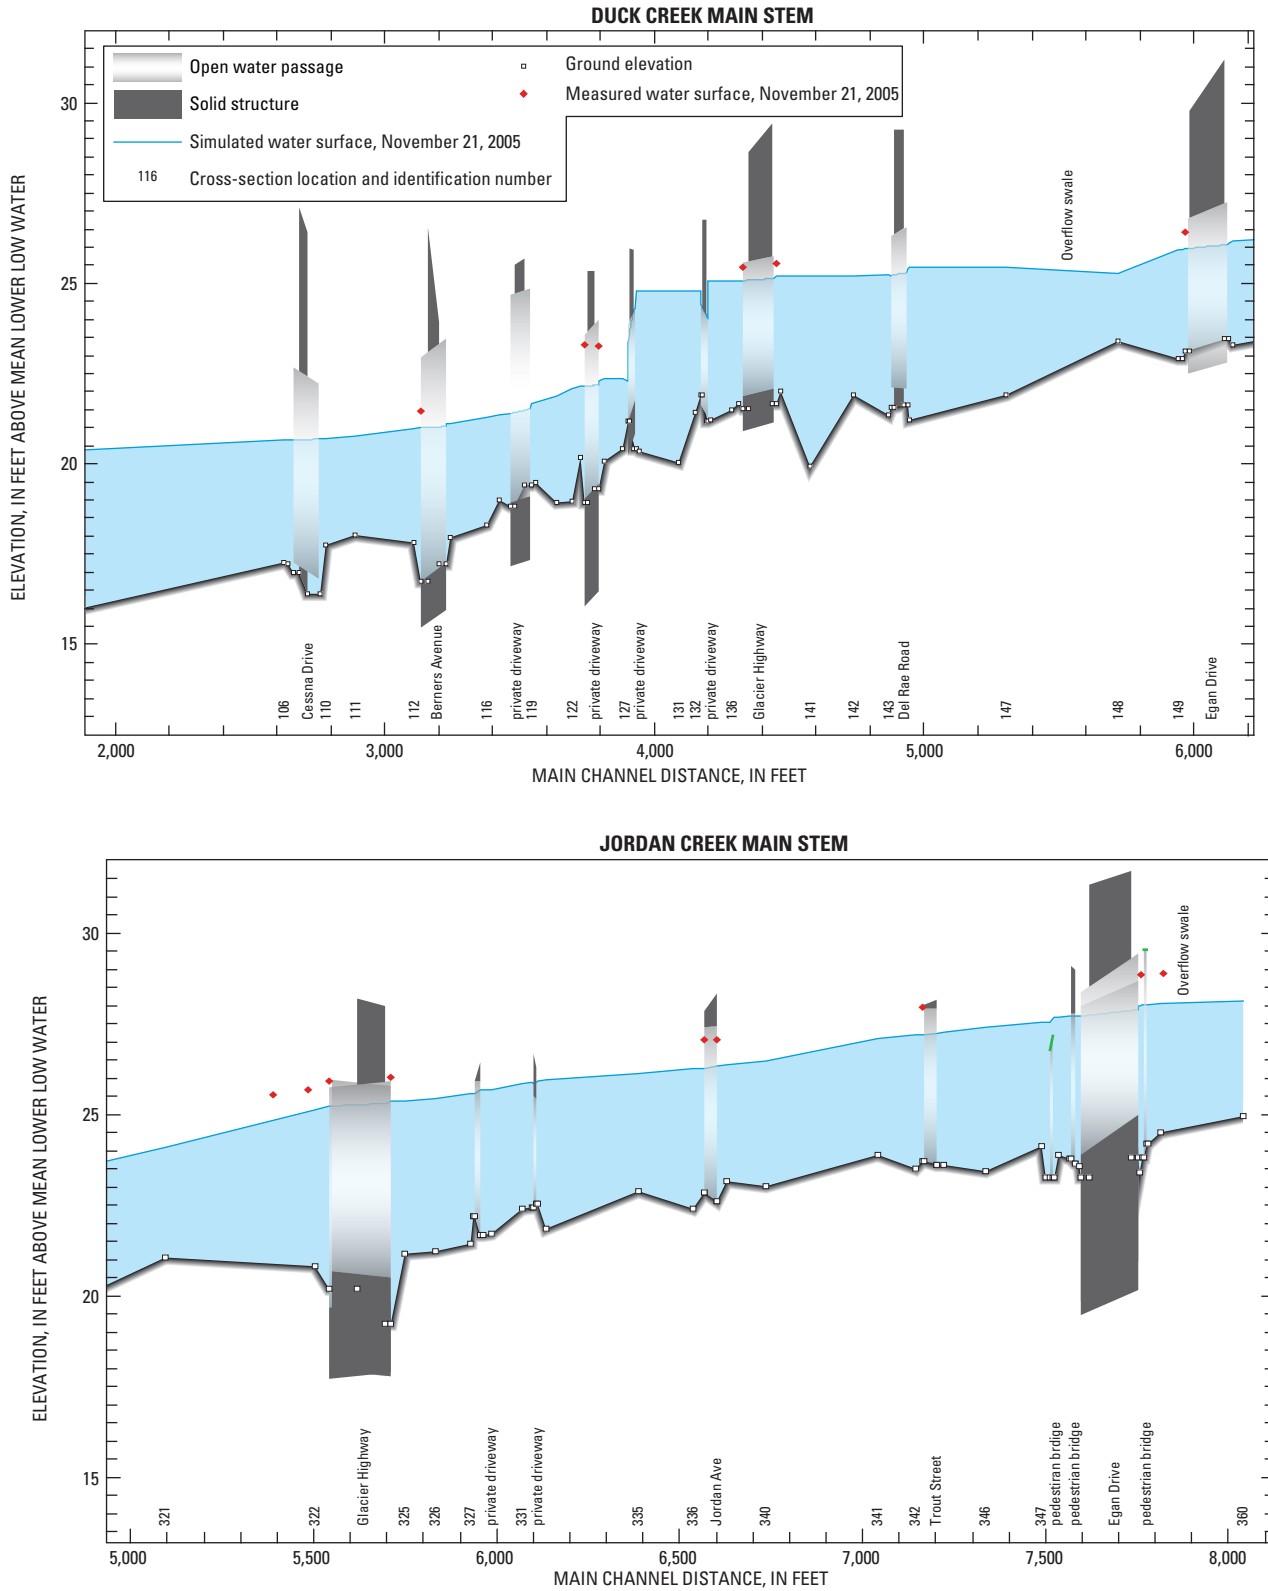 DUCK CREEK MAIN STEM
Open water passage
Solid structure
Simulated water surface, November 21, 2005
116 Cross-section location and identification number
Ground elevation
Measured water surface, November 21, 2005
ELEVATION, IN FEET ABOVE MEAN LOWER LOW WATER
30
25
20
15
Overflow swale
106
Cessna Drive
110
111
112
Berners Avenue
116
private driveway
119
122
private driveway
127
private driveway
131
132
private driveway
136
Glacier Highway
141
142
143
Del Rae Road
147
148
149
Egan Drive
2,000
3,000
4,000
5,000
6,000
MAIN CHANNEL DISTANCE, IN FEET
JORDAN CREEK MAIN STEM
ELEVATION, IN FEET ABOVE MEAN LOWER LOW WATER
30
25
20
15
Overflow swale
321
322
Glacier Highway
325
326
327
private driveway
331
private driveway
335
336
Jordan Ave
340
341
342
Trout Street
346
347
pedestiran brdige
pedestrian bridge
Egan Drive
pedestrian bridge
360
5,000
5,500
6,000
6,500
7,000
7,500
8,000
MAIN CHANNEL DISTANCE, IN FEET